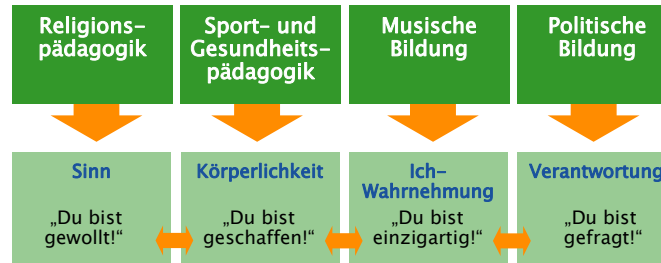 Religions-
pädagogik
Sport- und
Gesundheits-
pädagogik
Musische
Bildung
Politische
Bildung
Sinn
„Du bist
gewollt!“
Körperlichkeit
„Du bist
geschaffen!“
Ich-
Wahrnehmung
„Du bist
einzigartig!“
Verantwortung
„Du bist
gefragt!“